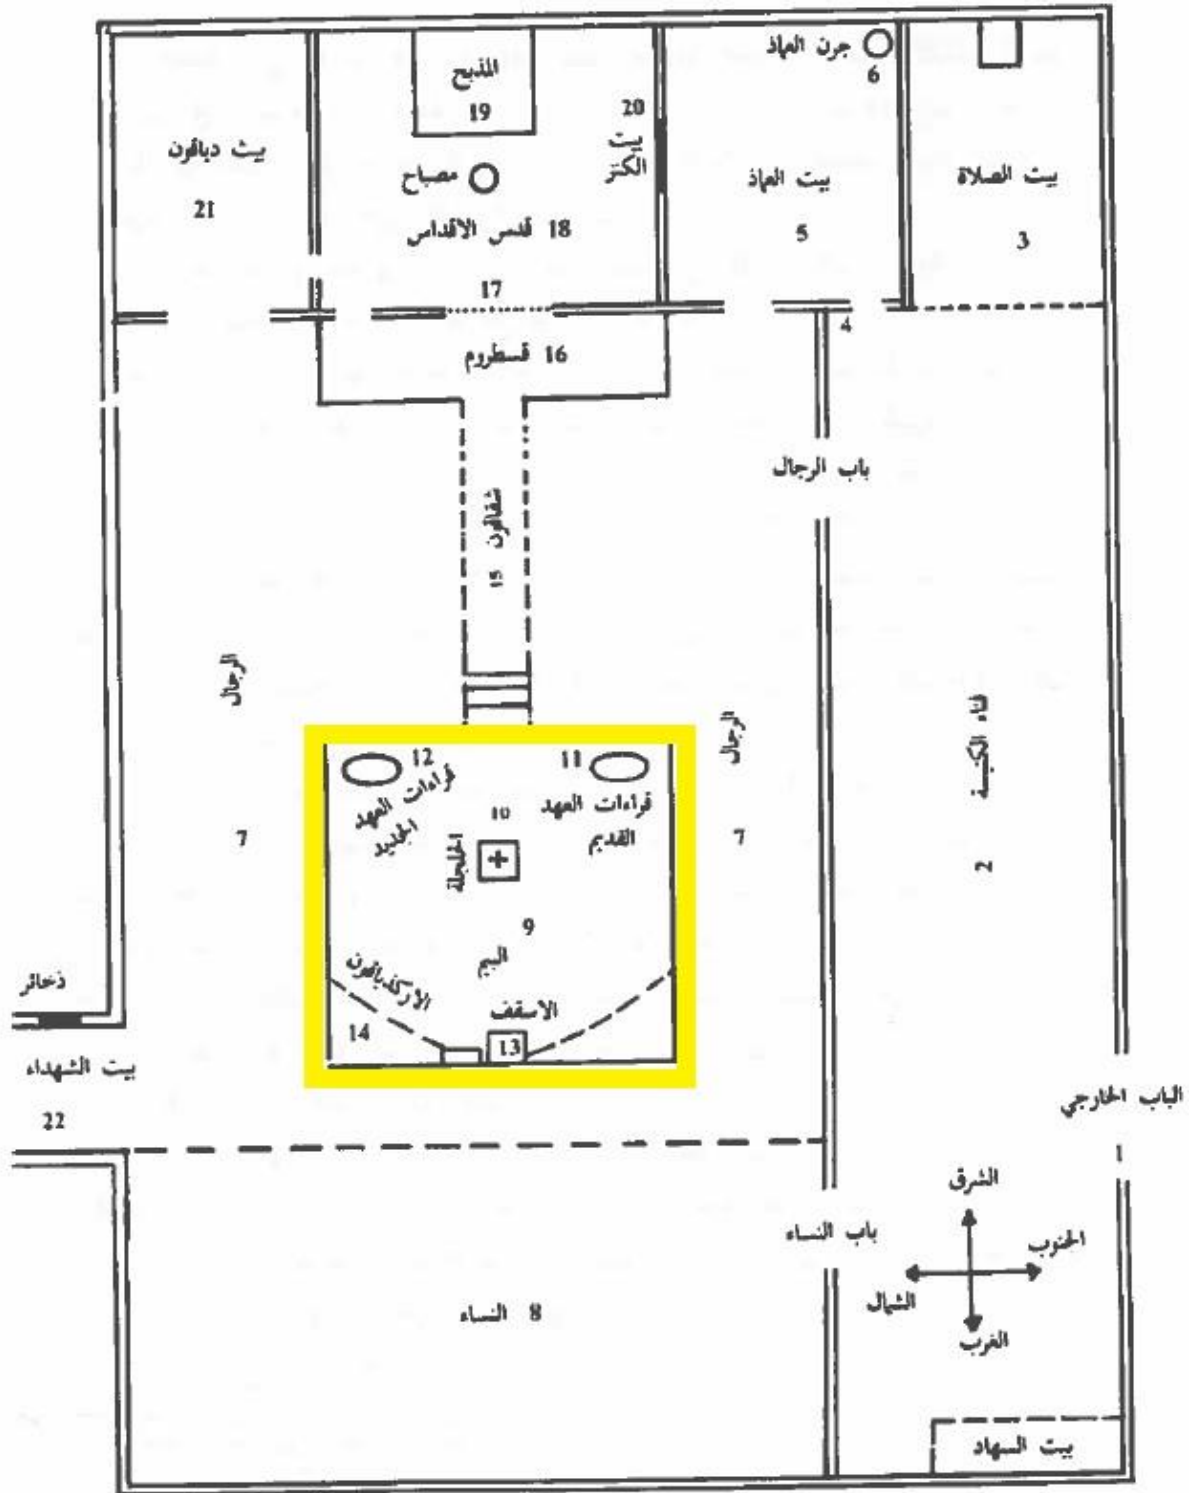 المذبح
19
جرن العماذ
6
20
بيت
الكنز
بيت دياقون
21
مصباح
18 قدس الاقداس
17
بيت العماذ
5
بيت الصلاة
3
4
16 قسطروم
باب الرجال
15 شقاقون
الرجال
7
الرجال
7
فناء الكنيسة
2
12
قراءات العهد
الجديد
11
قراءات العهد
القديم
10
الجلجلة
9
البيم
الاركذياقون
14
الاسقف
13
ذخائر
بيت الشهداء
22
الباب الخارجي
1
باب النساء
الشرق
الجنوب
الشمال
الغرب
8 النساء
بيت السهاد